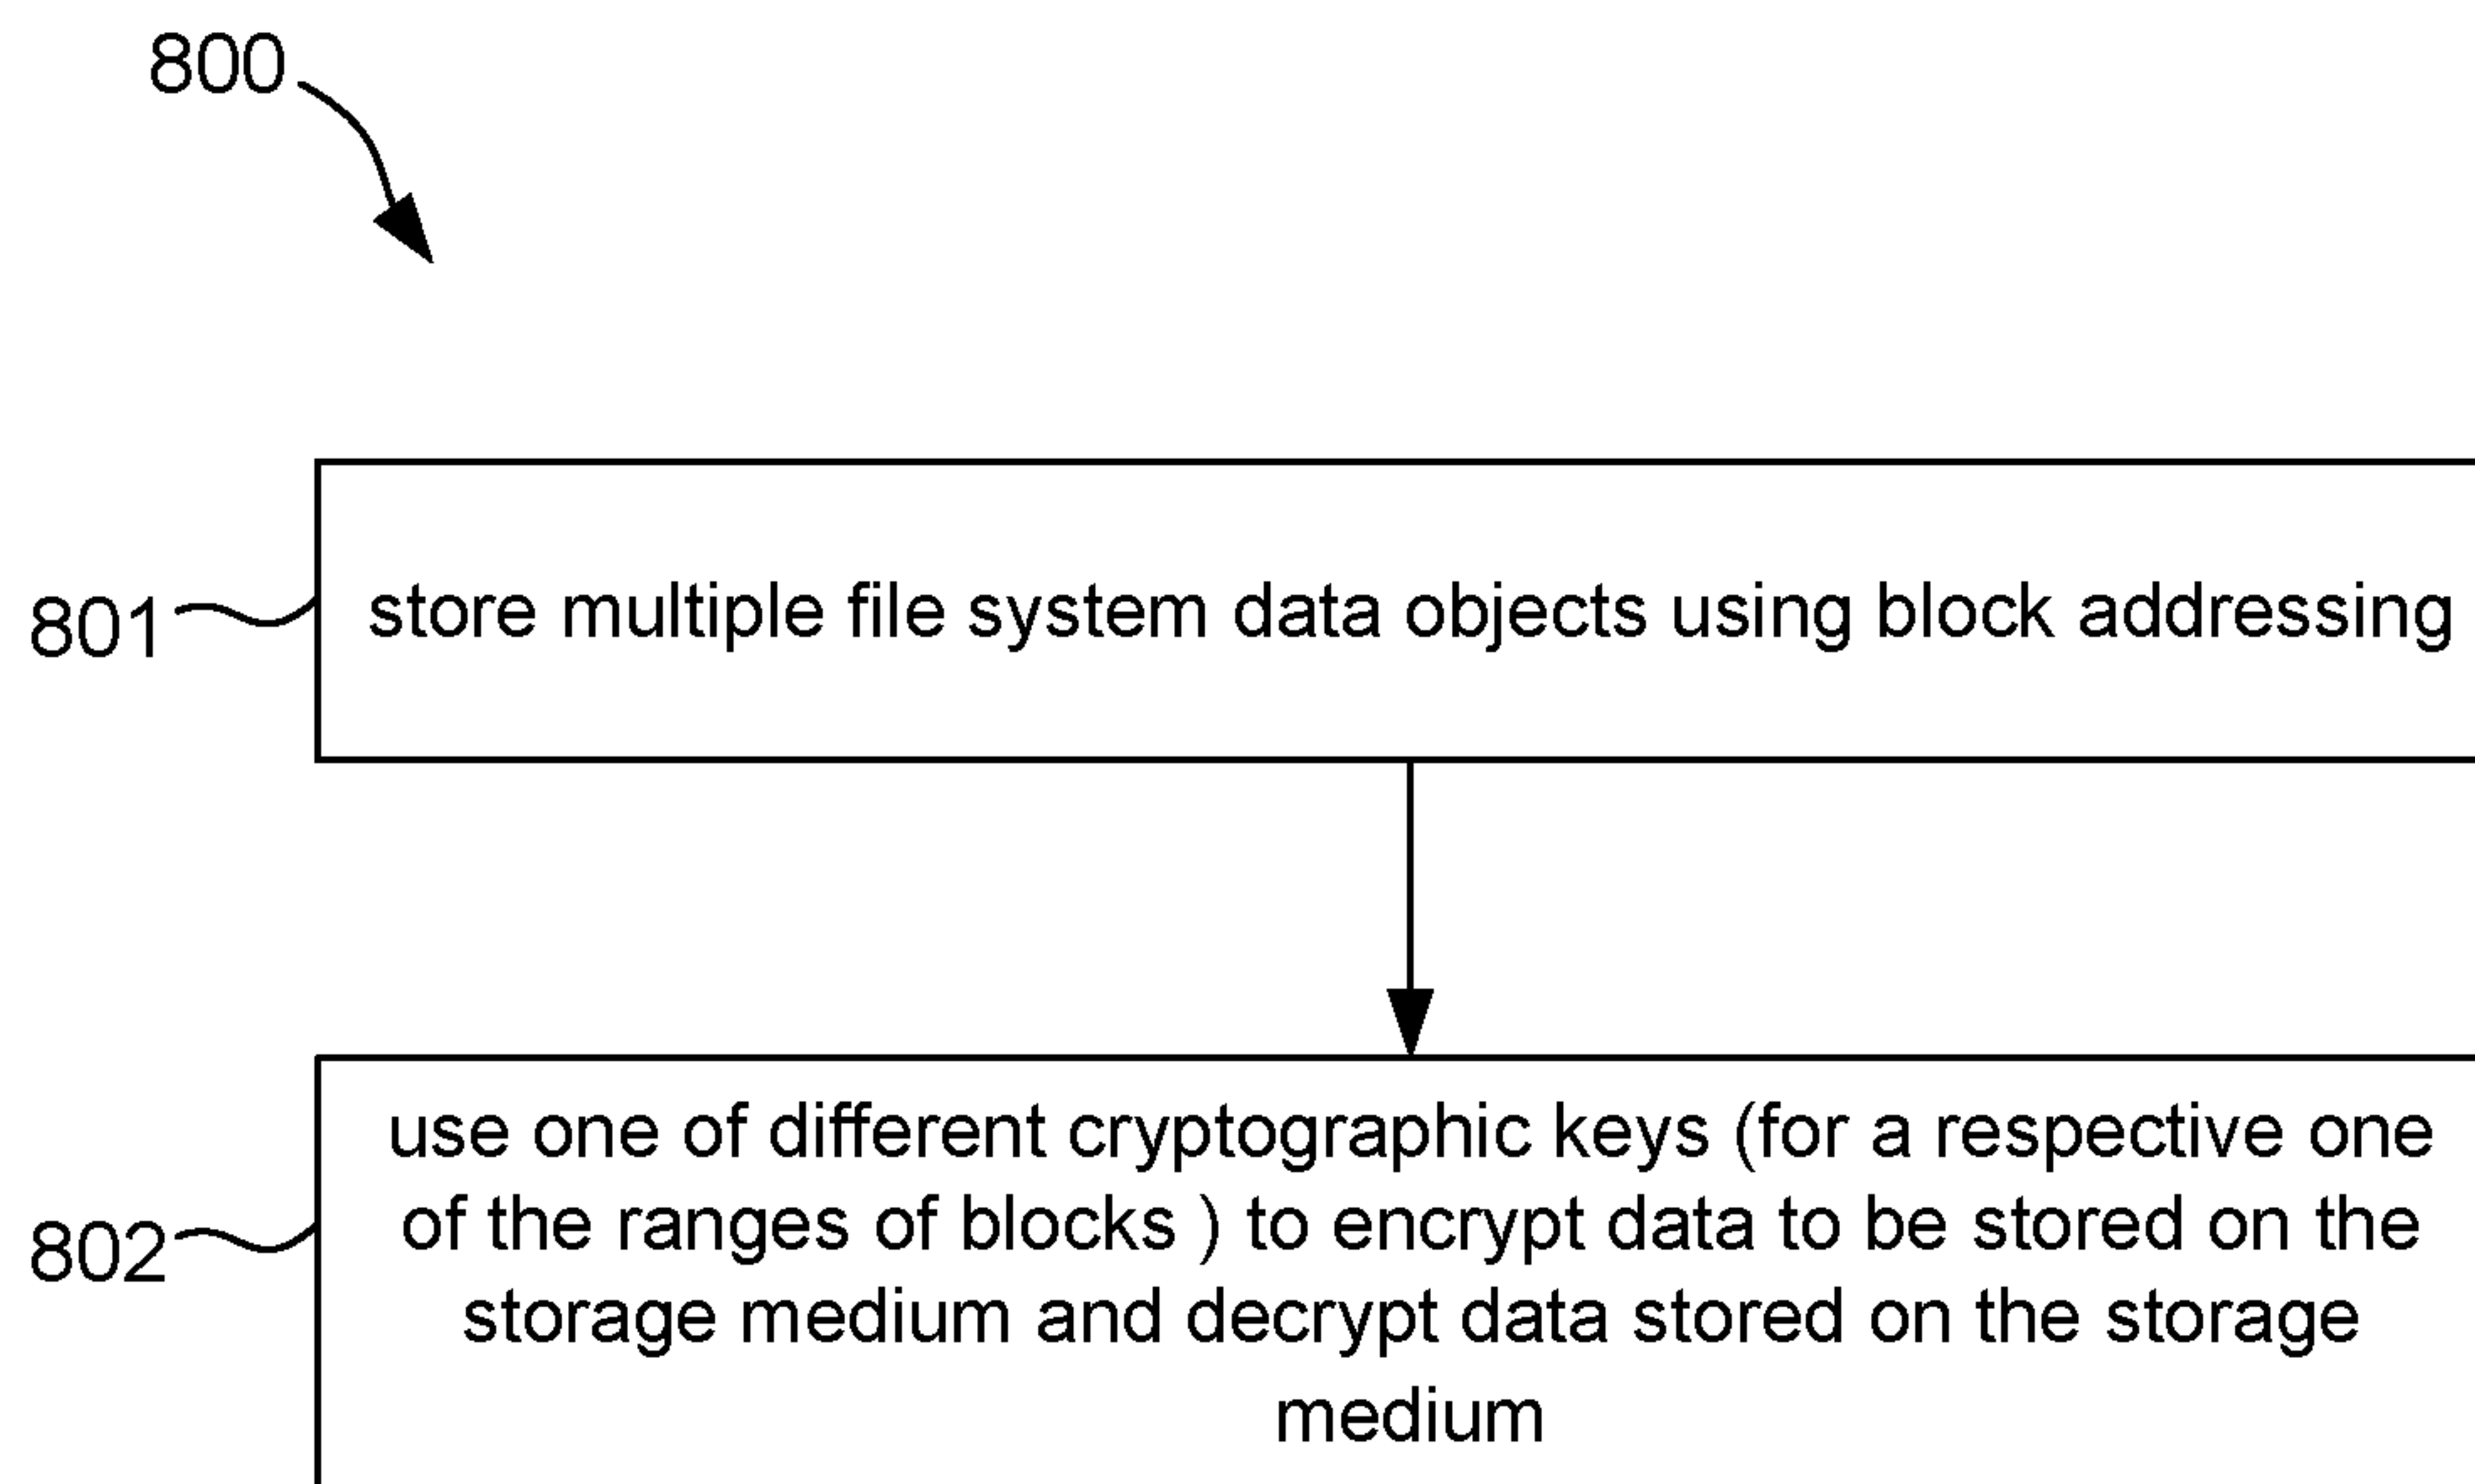 800
801
store multiple file system data objects using block addressing
802
use one of different cryptographic keys (for a respective one
of the ranges of blocks ) to encrypt data to be stored on the
storage medium and decrypt data stored on the storage
medium